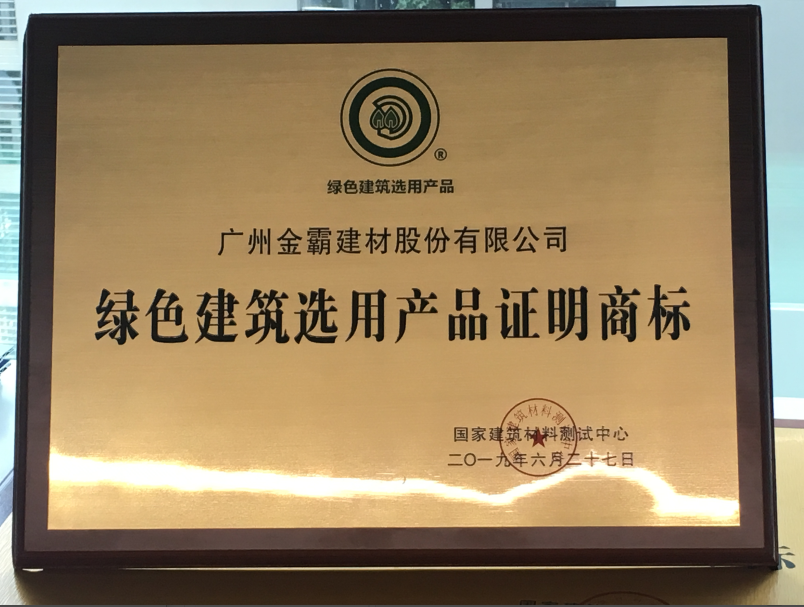 ®
绿色建筑选用产品
广州金霸建材股份有限公司
绿色建筑选用产品证明商标
国家建筑材料测试中心
二〇一九年六月二十七日